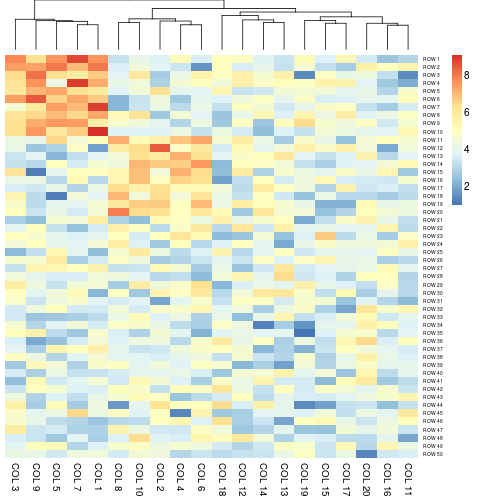 ROW 1
ROW 2
ROW 3
ROW 4
ROW 5
ROW 6
ROW 7
ROW 8
ROW 9
ROW 10
ROW 11
ROW 12
ROW 13
ROW 14
ROW 15
ROW 16
ROW 17
ROW 18
ROW 19
ROW 20
ROW 21
ROW 22
ROW 23
ROW 24
ROW 25
ROW 26
ROW 27
ROW 28
ROW 29
ROW 30
ROW 31
ROW 32
ROW 33
ROW 34
ROW 35
ROW 36
ROW 37
ROW 38
ROW 39
ROW 40
ROW 41
ROW 42
ROW 43
ROW 44
ROW 45
ROW 46
ROW 47
ROW 48
ROW 49
ROW 50
8
6
4
2
COL 3
COL 9
COL 5
COL 7
COL 1
COL 8
COL 10
COL 2
COL 4
COL 6
COL 18
COL 12
COL 14
COL 13
COL 19
COL 15
COL 17
COL 20
COL 16
COL 11